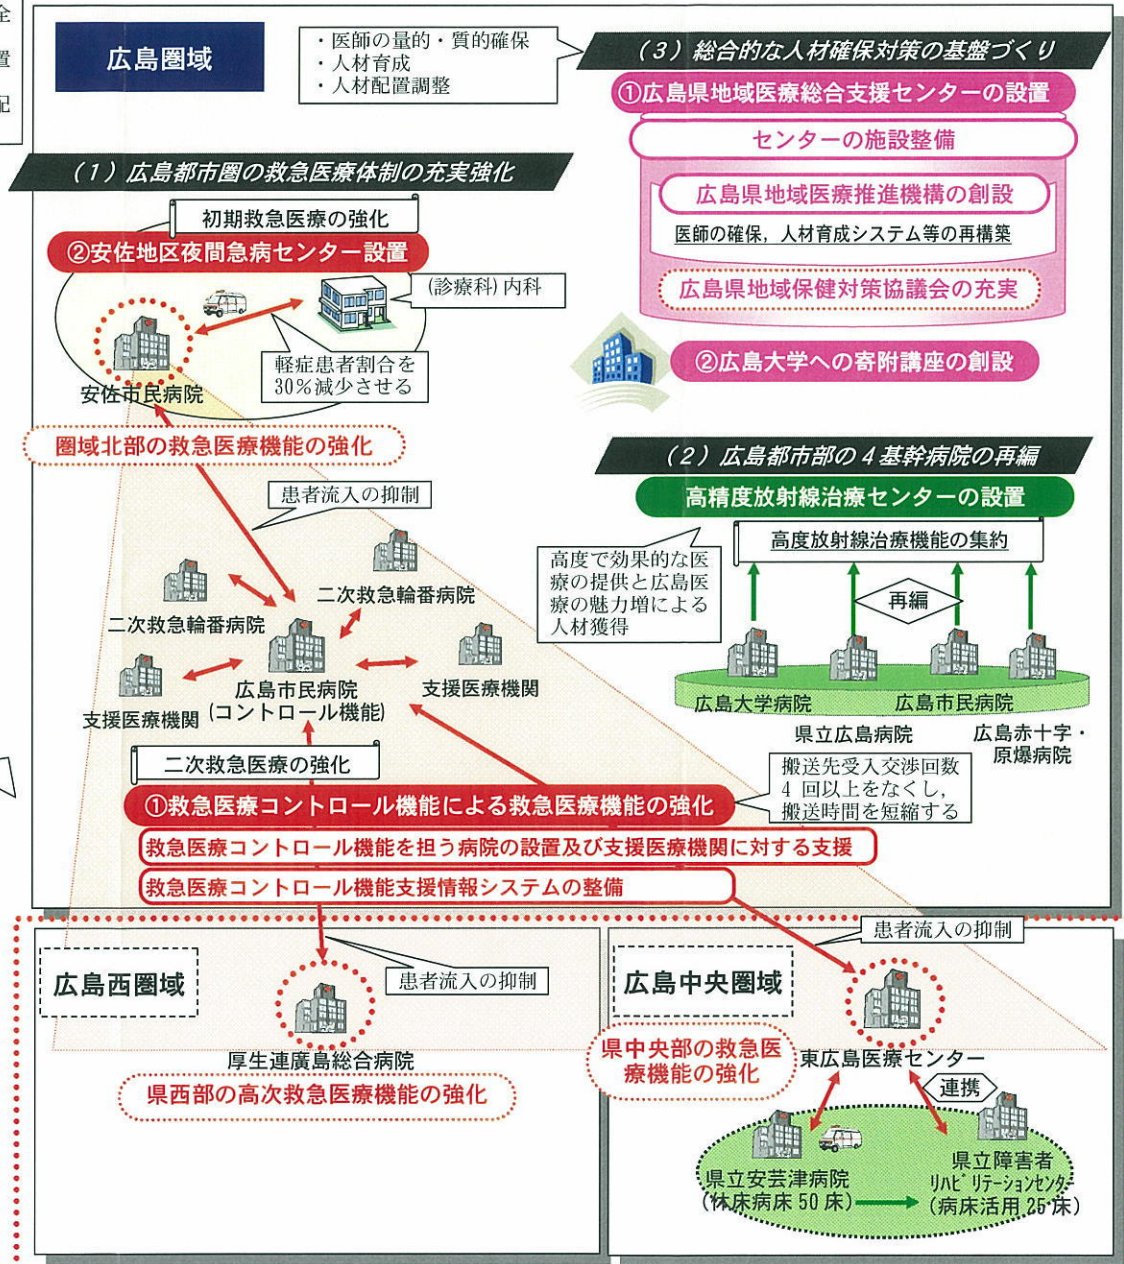 全
置
配
広島圏域
・医師の量的・質的確保
・人材育成
・人材配置調整
(3)総合的な人材確保対策の基盤づくり
①広島県地域医療総合支援センターの設置
センターの施設整備
広島県地域医療推進機構の創設
医師の確保,人材育成システム等の再構築
広島県地域保健対策協議会の充実
②広島大学への寄附講座の創設
(1)広島都市圏の救急医療体制の充実強化
初期救急医療の強化
②安佐地区夜間急病センター設置
(診療科)内科
軽症患者割合を
30%減少させる
安佐市民病院
圏域北部の救急医療機能の強化
患者流入の抑制
二次救急輪番病院
二次救急輪番病院
支援医療機関
広島市民病院
(コントロール機能)
支援医療機関
(2)広島都市部の4基幹病院の再編
高精度放射線治療センターの設置
高度放射線治療機能の集約
高度で効果的な医
療の提供と広島医
療の魅力増による
人材獲得
再編
広島大学病院
県立広島病院
広島市民病院
広島赤十字・
原爆病院
二次救急医療の強化
①救急医療コントロール機能による救急医療機能の強化
搬送先受入交渉回数
4回以上をなくし,
搬送時間を短縮する
救急医療コントロール機能を担う病院の設置及び支援医療機関に対する支援
救急医療コントロール機能支援情報システムの整備
広島西圏域
患者流入の抑制
厚生連廣島総合病院
県西部の高次救急医療機能の強化
広島中央圏域
患者流入の抑制
県中央部の救急医
療機能の強化
東広島医療センター
連携
県立安芸津病院
(休床病床50床)
県立障害者
リハビリテーションセンター
(病床活用25床)